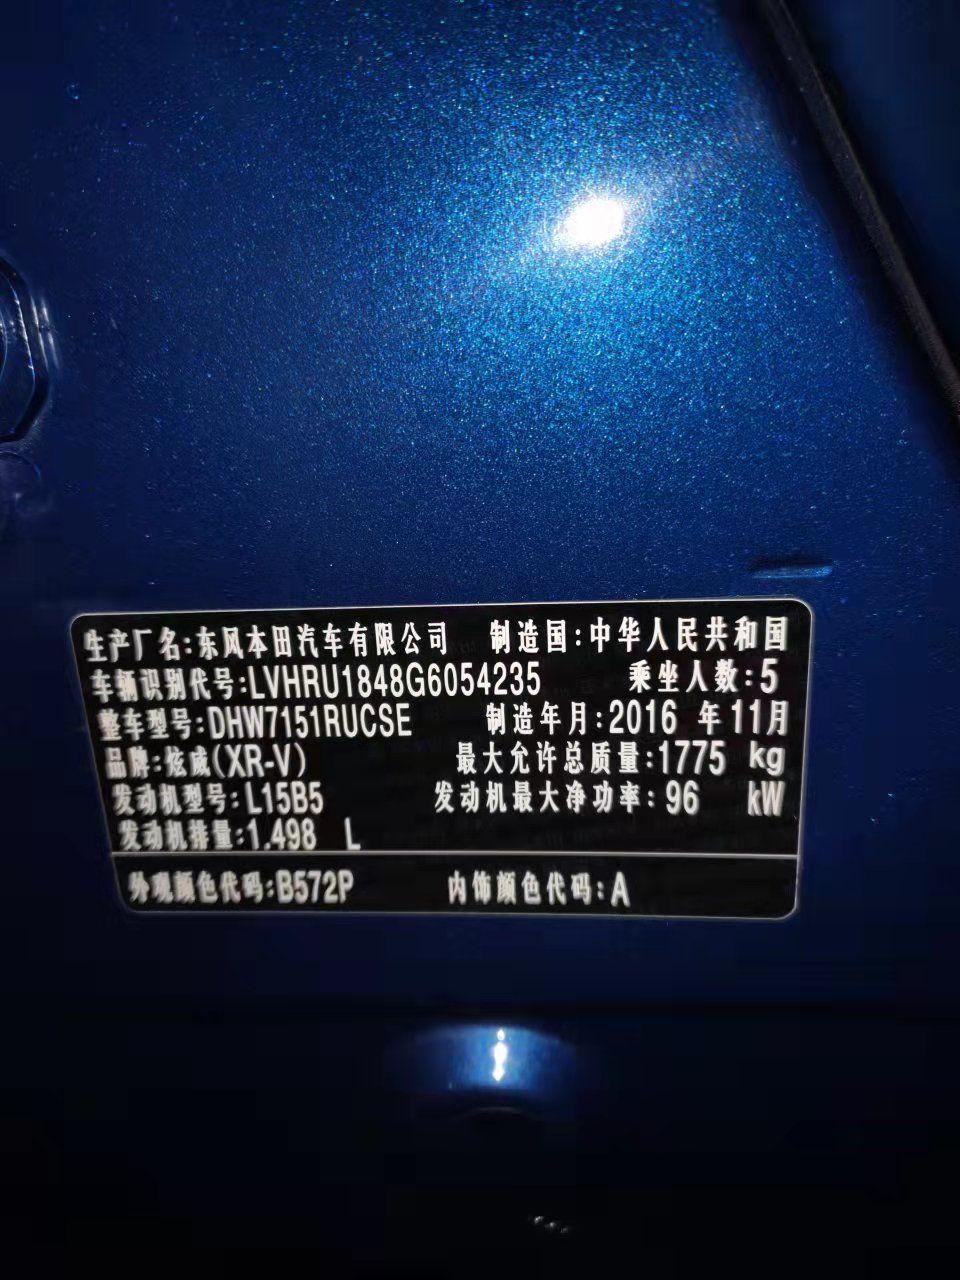 生产厂名:东风本田汽车有限公司 制造国:中华人民共和国
车辆识别代号:LVHRU1848G6054235 乘坐人数:5
整车型号:DHW7151RUCSE 制造年月:2016 年11月
品牌:炫威(XR-V) 最大允许总质量:1775 kg
发动机型号:L15B5 发动机最大净功率:96 kW
发动机排量:1.498 L
外观颜色代码:B572P 内饰颜色代码:A